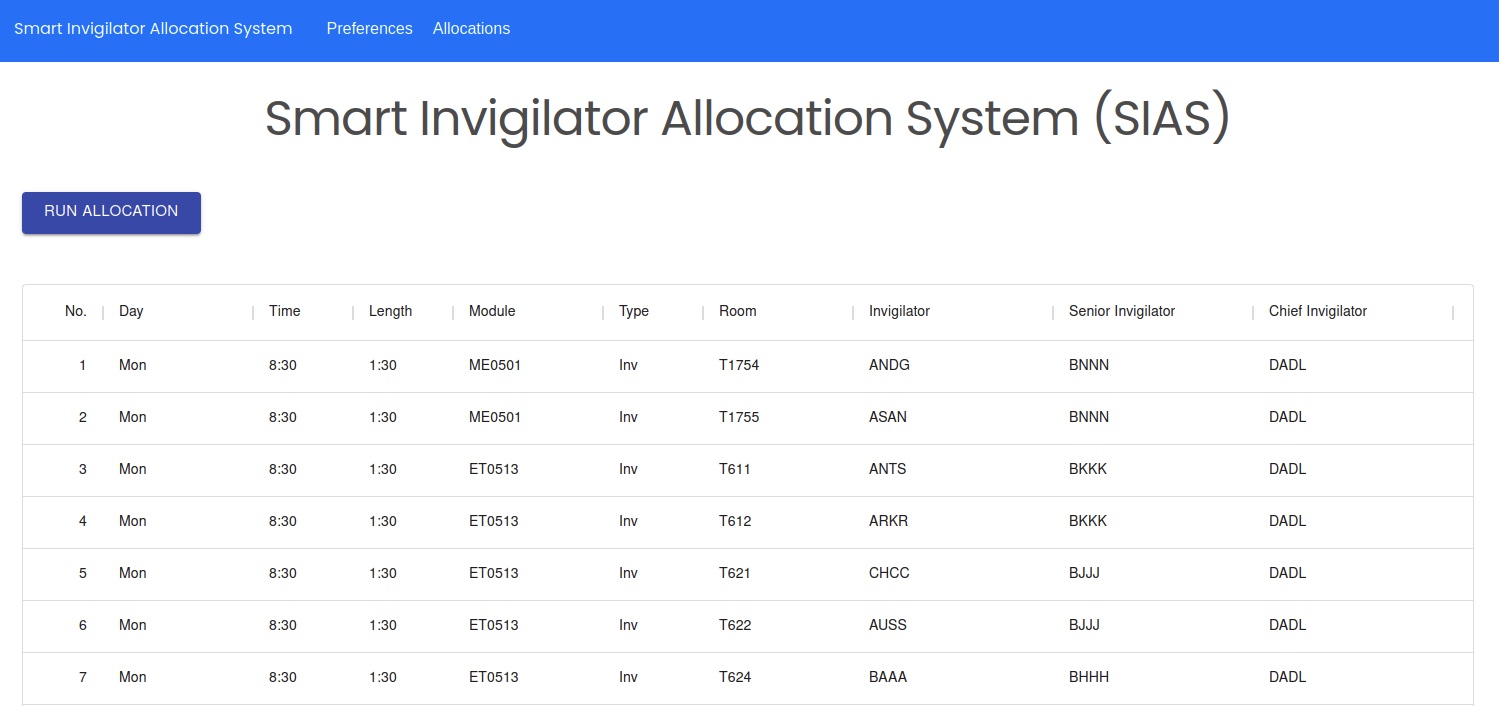 Smart Invigilator Allocation System Preferences Allocations
Smart Invigilator Allocation System (SIAS)
RUN ALLOCATION
No. Day Time Length Module Type Room Invigilator Senior Invigilator Chief Invigilator
1 Mon 8:30 1:30 ME0501 Inv T1754 ANDG BNNN DADL
2 Mon 8:30 1:30 ME0501 Inv T1755 ASAN BNNN DADL
3 Mon 8:30 1:30 ET0513 Inv T611 ANTS BKKK DADL
4 Mon 8:30 1:30 ET0513 Inv T612 ARKR BKKK DADL
5 Mon 8:30 1:30 ET0513 Inv T621 CHCC BJJJ DADL
6 Mon 8:30 1:30 ET0513 Inv T622 AUSS BJJJ DADL
7 Mon 8:30 1:30 ET0513 Inv T624 BAAA BHHH DADL